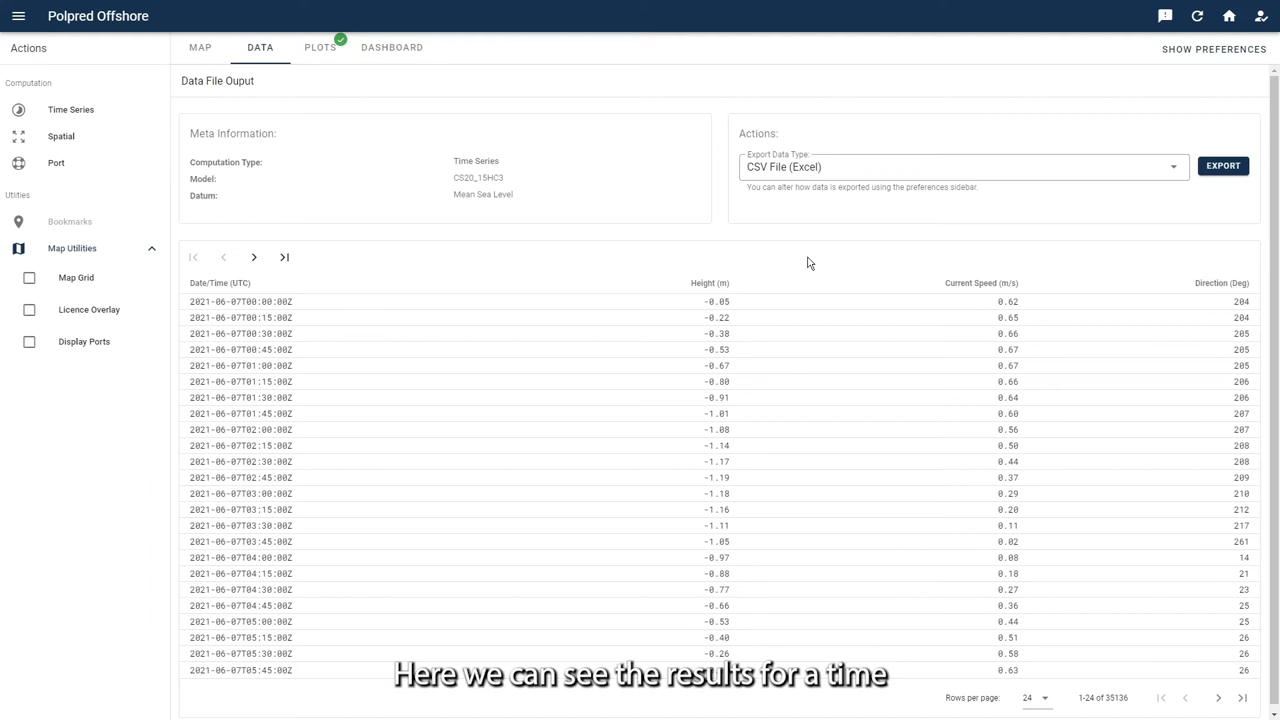 Polpred Offshore
Actions
MAP DATA PLOTS DASHBOARD
SHOW PREFERENCES
Computation
Time Series
Spatial
Port
Utlities
Bookmarks
Map Utilities
Map Grid
Licence Overlay
Display Ports
Data File Ouput
Meta Information:
Computation Type: Time Series
Model: CS20_15HC3
Datum: Mean Sea Level
Actions:
Export Data Type:
CSV File (Excel)
EXPORT
You can alter how data is exported using the preferences sidebar.
Date/Time (UTC) Height (m) Current Speed (m/s) Direction (Deg)
2021-06-07T00:00:00Z -0.05 0.62 204
2021-06-07T00:15:00Z -0.22 0.65 204
2021-06-07T00:30:00Z -0.38 0.66 205
2021-06-07T00:45:00Z -0.53 0.67 205
2021-06-07T01:00:00Z -0.67 0.67 205
2021-06-07T01:15:00Z -0.80 0.66 206
2021-06-07T01:30:00Z -0.91 0.64 206
2021-06-07T01:45:00Z -1.01 0.60 207
2021-06-07T02:00:00Z -1.08 0.56 207
2021-06-07T02:15:00Z -1.14 0.50 208
2021-06-07T02:30:00Z -1.17 0.44 208
2021-06-07T02:45:00Z -1.19 0.37 209
2021-06-07T03:00:00Z -1.18 0.29 210
2021-06-07T03:15:00Z -1.16 0.20 212
2021-06-07T03:30:00Z -1.11 0.11 217
2021-06-07T03:45:00Z -1.05 0.02 261
2021-06-07T04:00:00Z -0.97 0.08 14
2021-06-07T04:15:00Z -0.88 0.18 21
2021-06-07T04:30:00Z -0.77 0.27 23
2021-06-07T04:45:00Z -0.66 0.36 25
2021-06-07T05:00:00Z -0.53 0.44 25
2021-06-07T05:15:00Z -0.40 0.51 26
2021-06-07T05:30:00Z -0.26 0.58 26
2021-06-07T05:45:00Z 0.63 26
Here we can see the results for a time
Rows per page: 24 1-24 of 35136